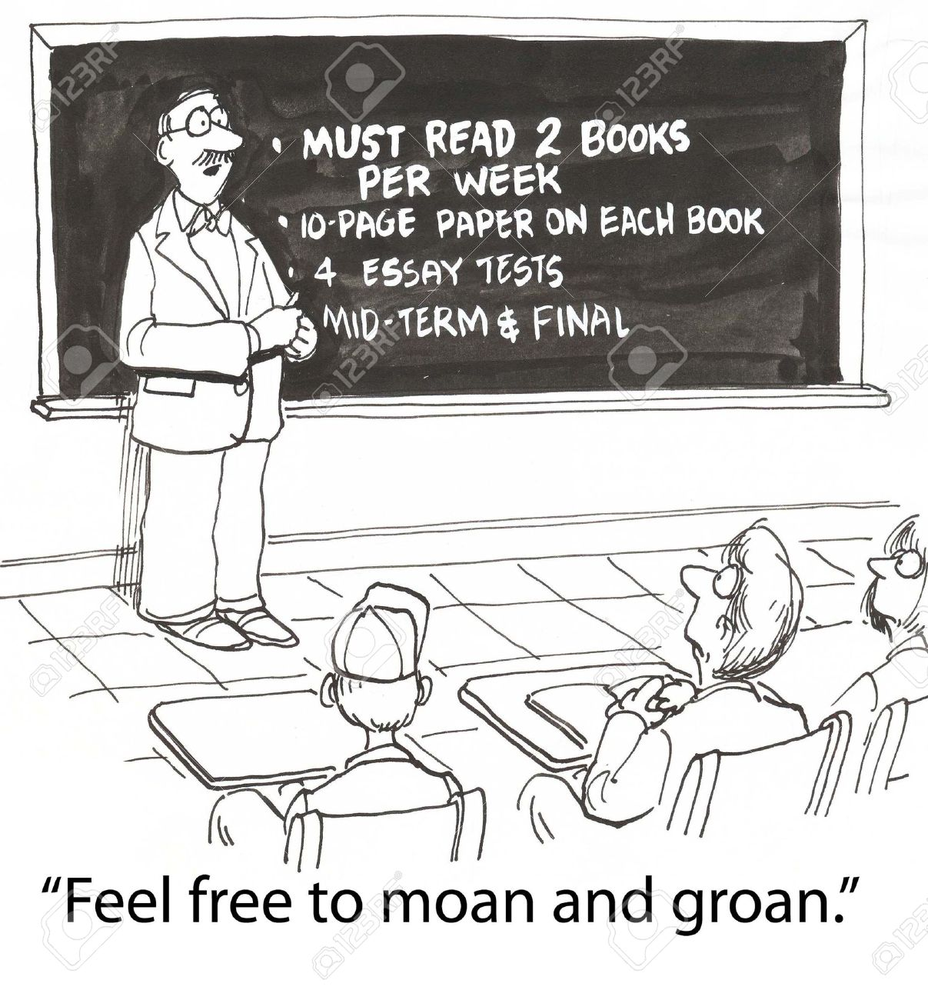 • MUST READ 2 BOOKS
PER WEEK
• 10-PAGE PAPER ON EACH BOOK
• 4 ESSAY TESTS
MID-TERM & FINAL
“Feel free to moan and groan.”
123RF